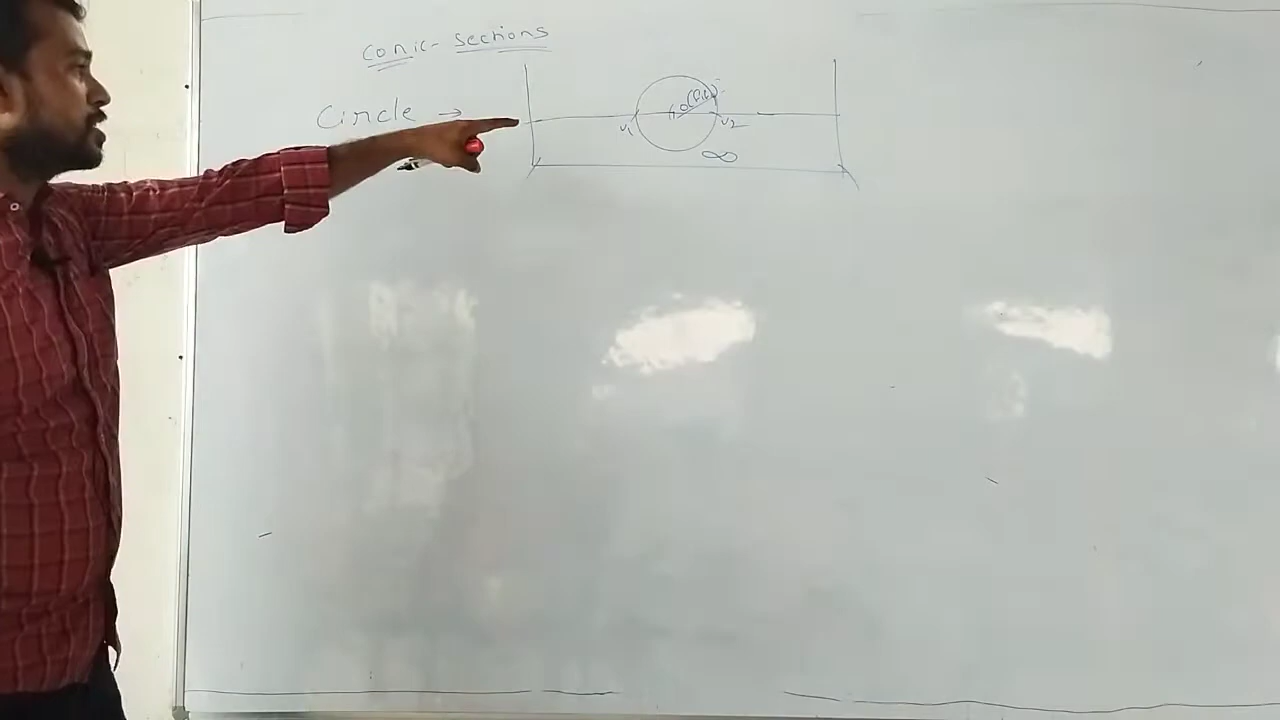 conic-sections
Circle →
V1
V2
∞